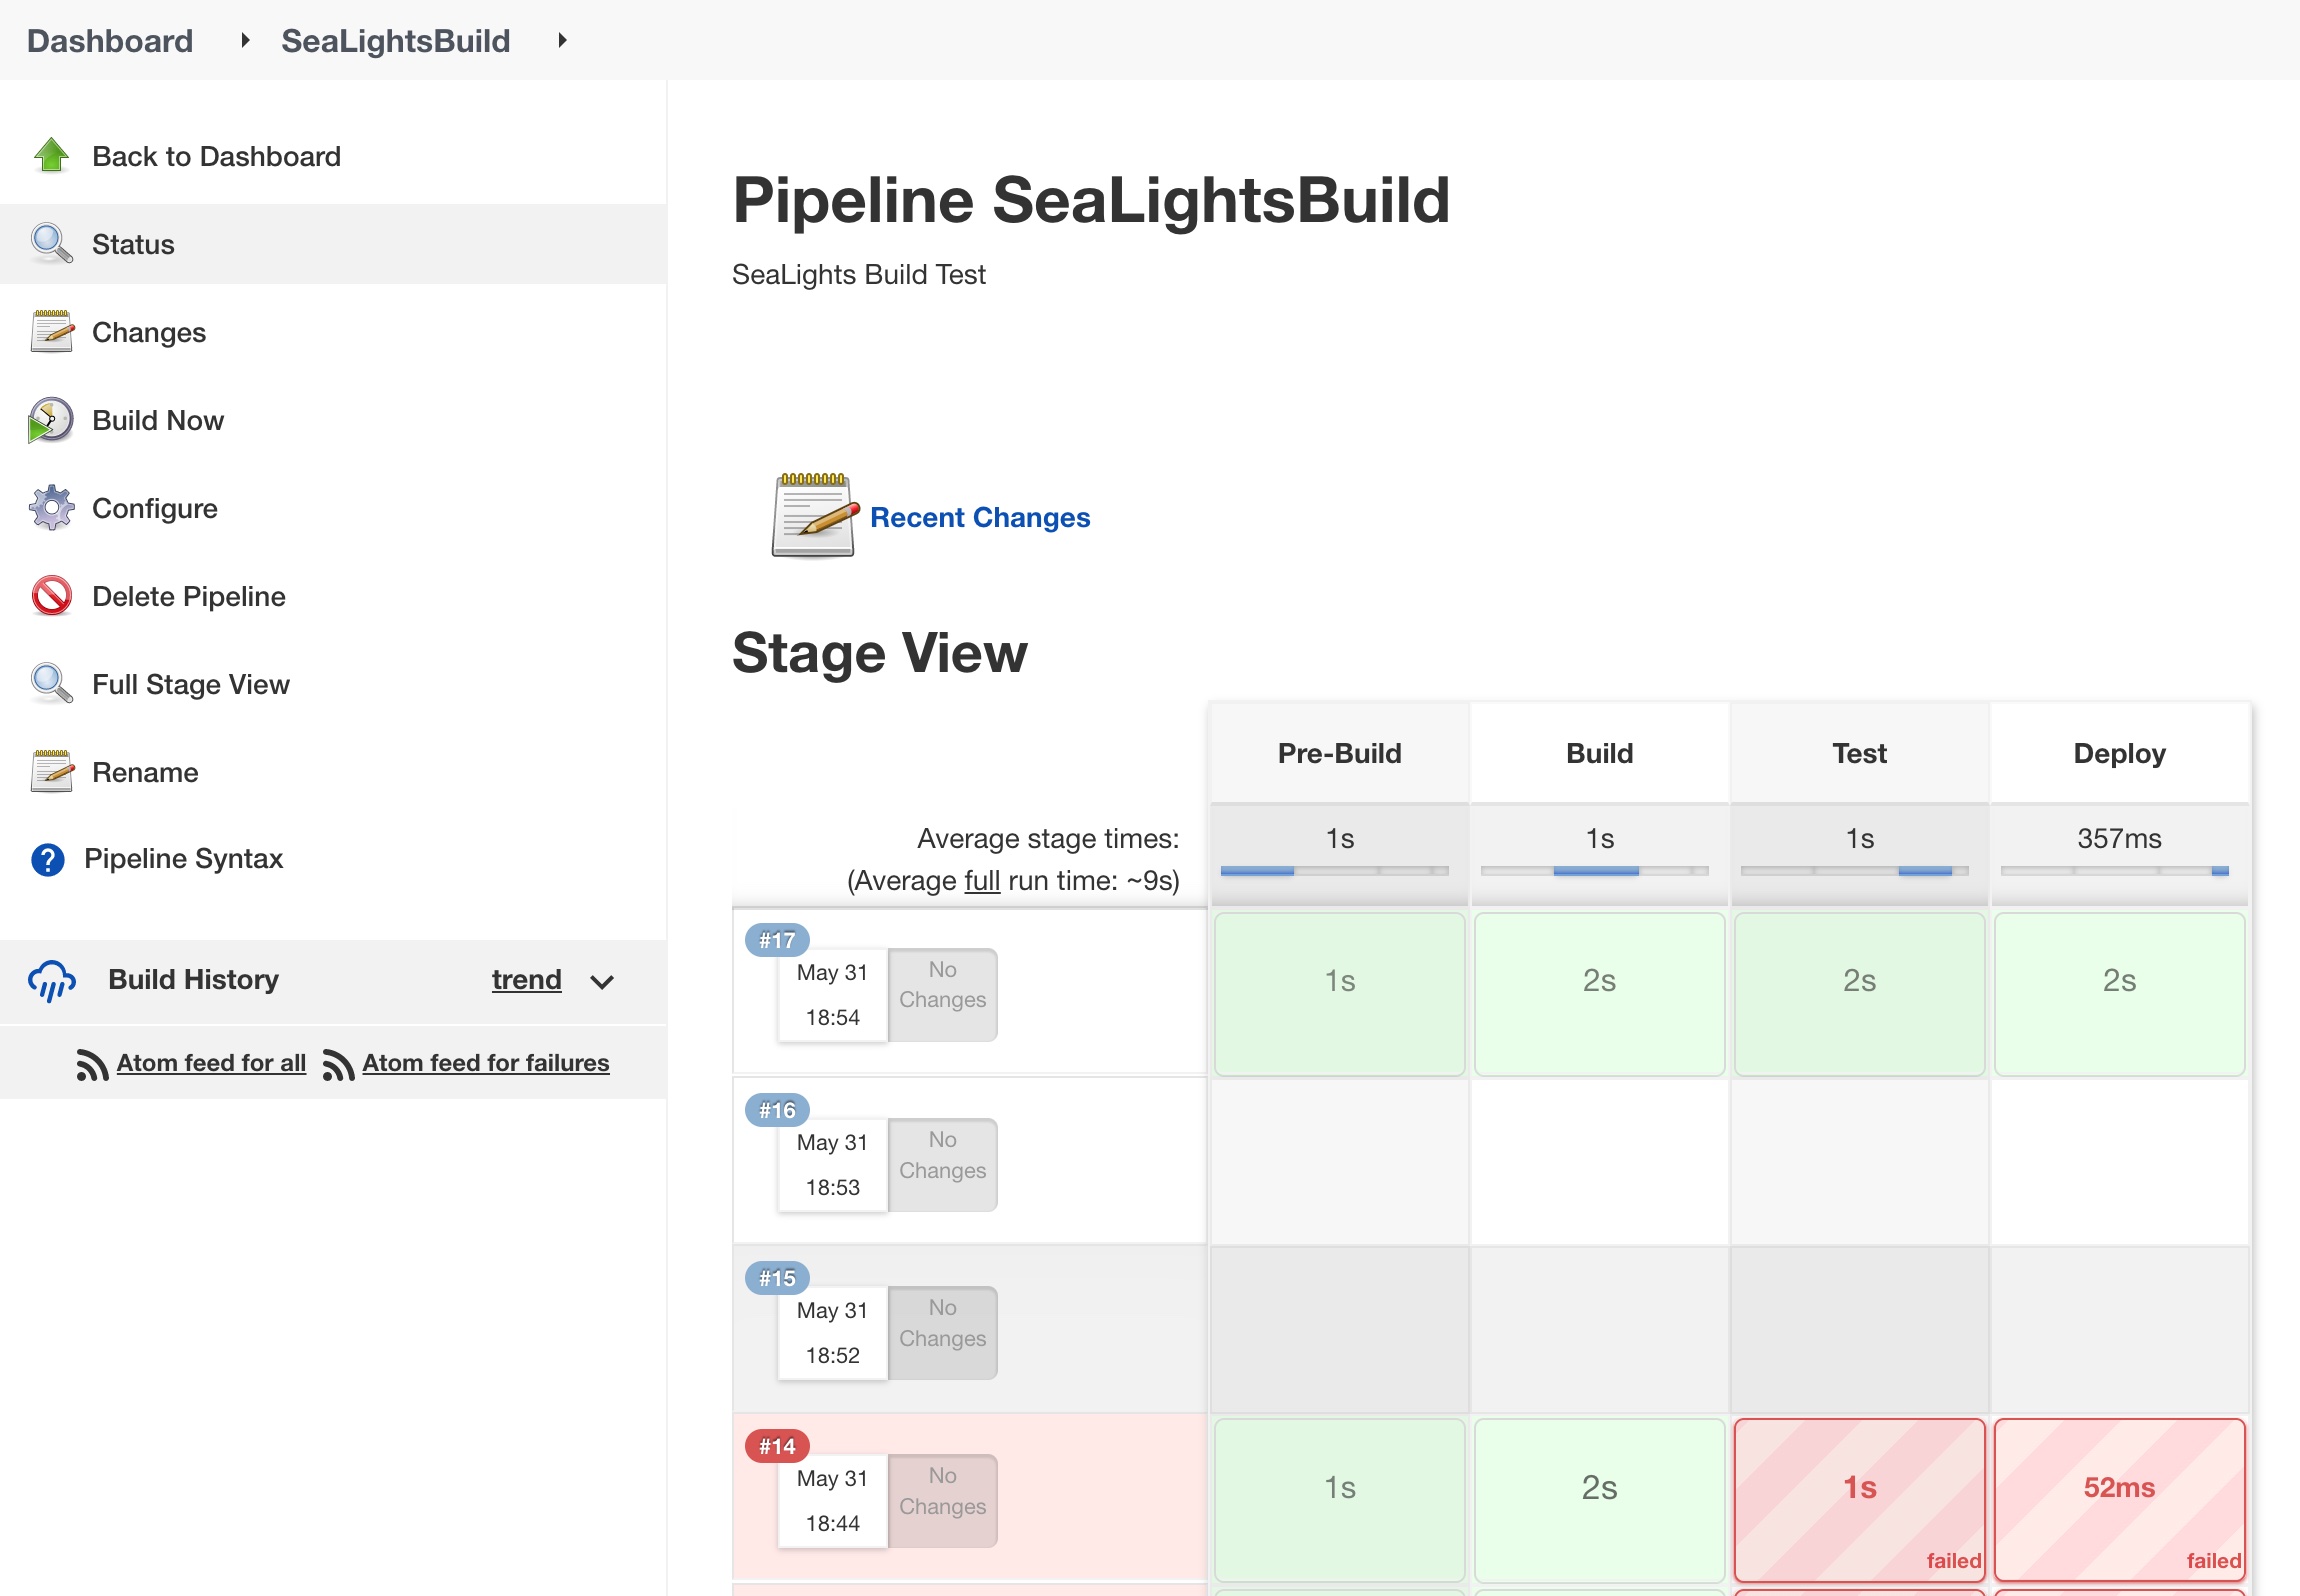 Dashboard
SeaLightsBuild
Back to Dashboard
Status
Changes
Build Now
Configure
Delete Pipeline
Full Stage View
Rename
Pipeline Syntax
Build History
trend
Atom feed for all
Atom feed for failures
Pipeline SeaLightsBuild
SeaLights Build Test
Recent Changes
Stage View
Pre-Build
Build
Test
Deploy
Average stage times:
(Average full run time: ~9s)
1s
1s
1s
357ms
#17
May 31
18:54
No
Changes
1s
2s
2s
2s
#16
May 31
18:53
No
Changes
#15
May 31
18:52
No
Changes
#14
May 31
18:44
No
Changes
1s
2s
1s
failed
52ms
failed